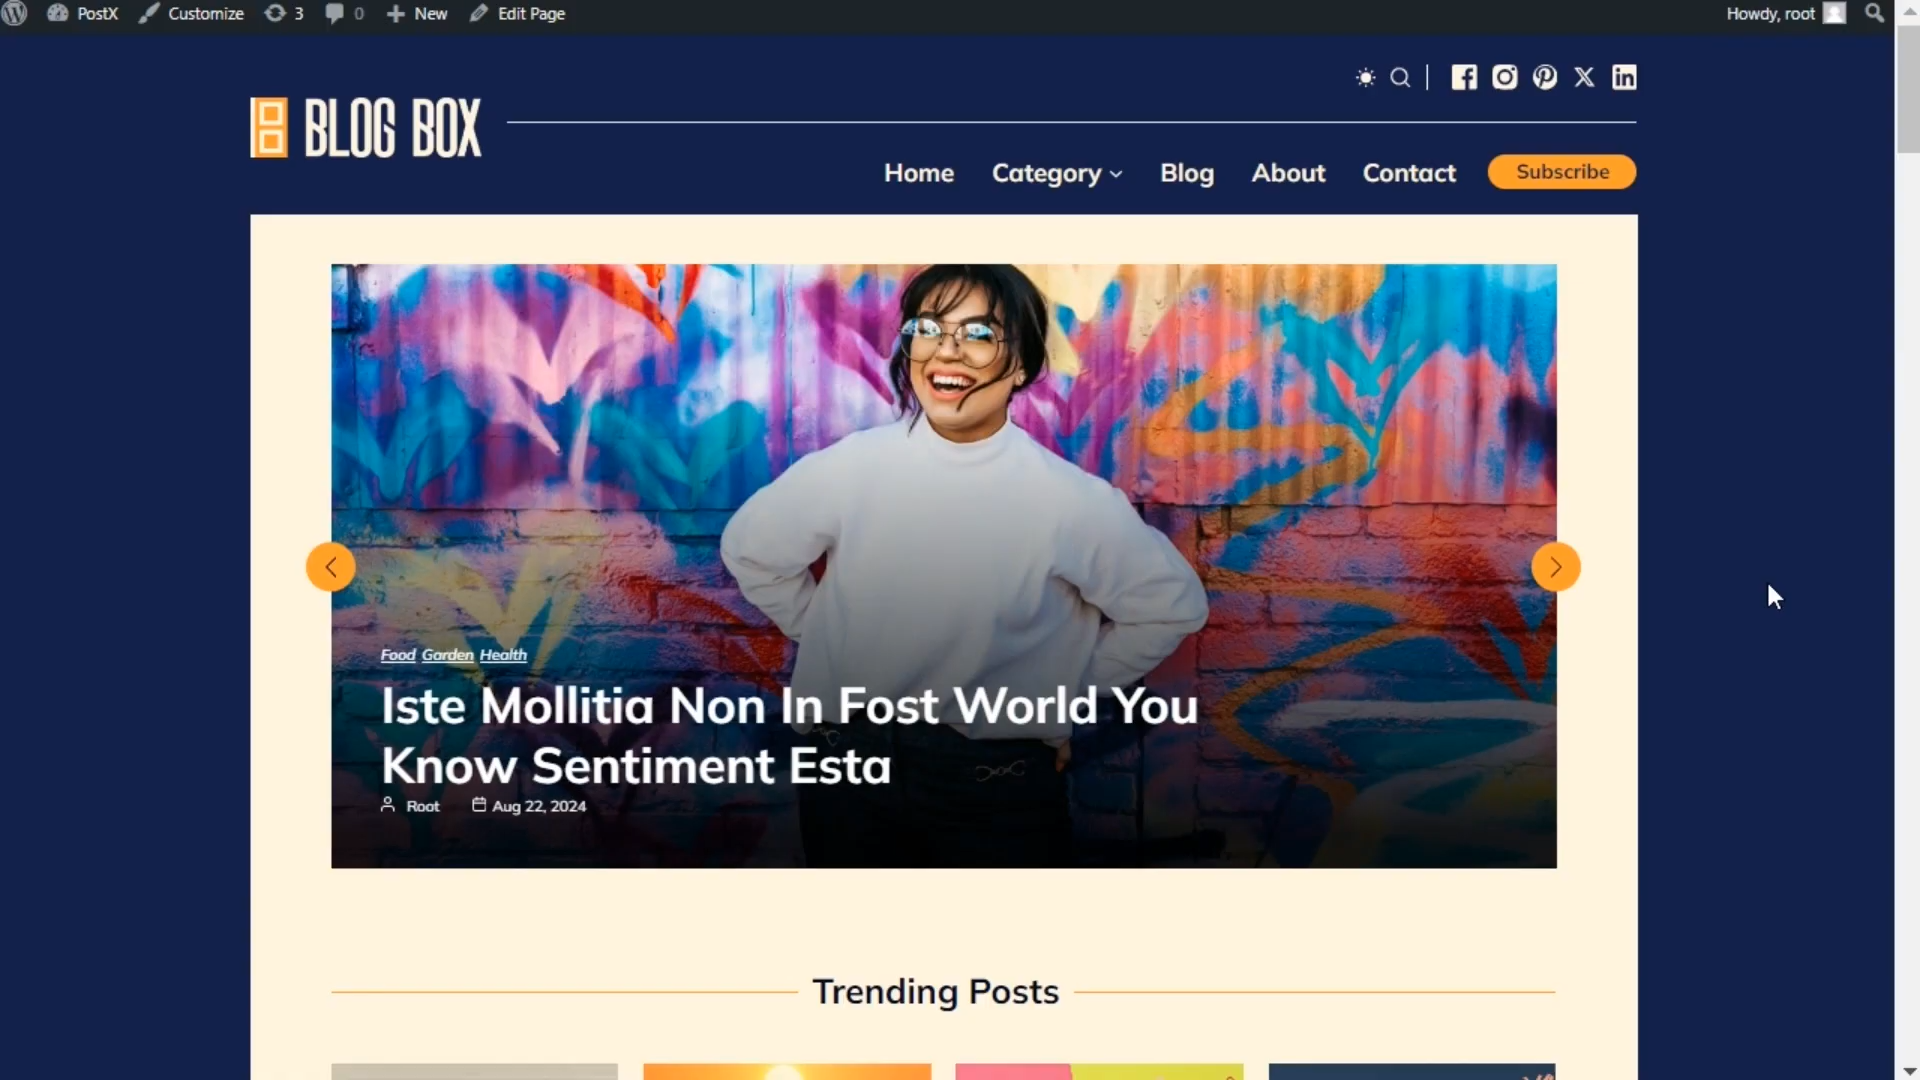 PostX Customize 3 0 New Edit Page Howdy, root
BLOG BOX
Home Category Blog About Contact Subscribe
Food Garden Health
Iste Mollitia Non In Fost World You
Know Sentiment Esta
Root Aug 22, 2024
Trending Posts